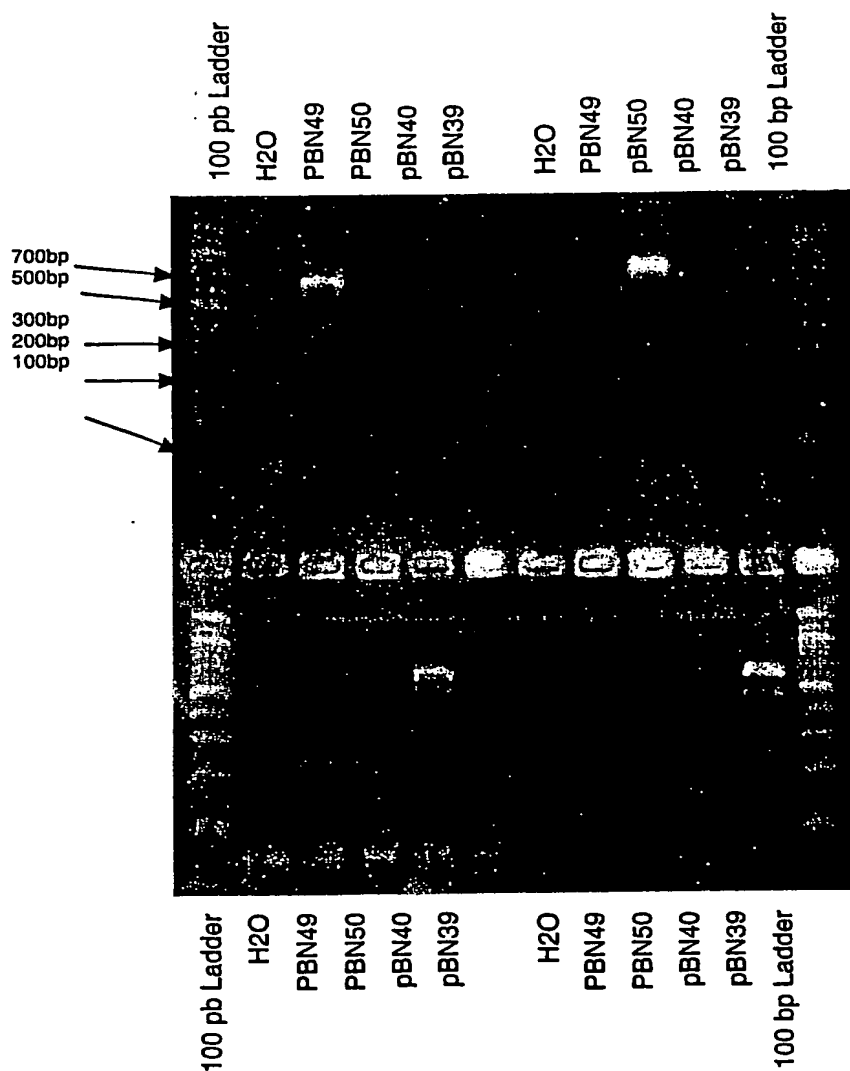 100 pb Ladder
H2O
PBN49
PBN50
pBN40
pBN39
H2O
PBN49
pBN50
pBN40
pBN39
100 bp Ladder
700bp
500bp
300bp
200bp
100bp
100 pb Ladder
H2O
PBN49
PBN50
pBN40
pBN39
H2O
PBN49
PBN50
pBN40
pBN39
100 bp Ladder